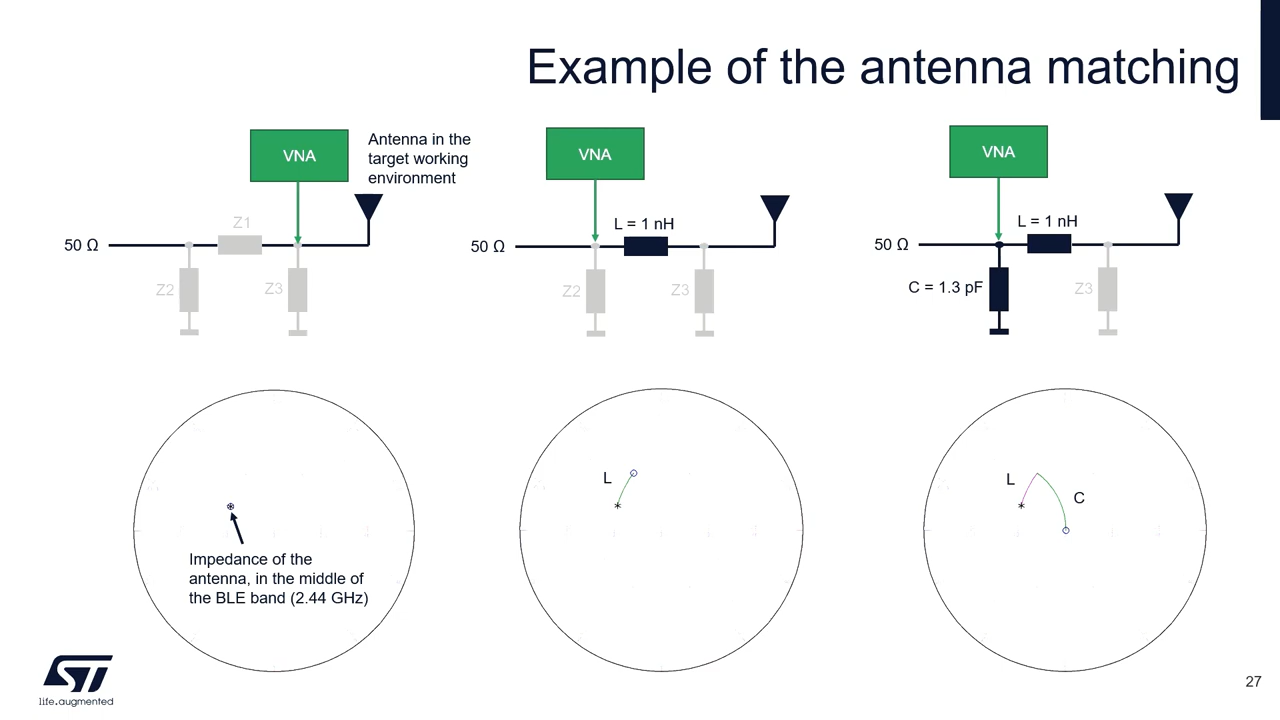 Example of the antenna matching
VNA
Antenna in the
target working
environment
Z1
50 Ω
Z2
Z3
VNA
L = 1 nH
50 Ω
Z2
Z3
VNA
L = 1 nH
50 Ω
C = 1.3 pF
Z3
Impedance of the
antenna, in the middle of
the BLE band (2.44 GHz)
L
L
C
ST
life.augmented
27